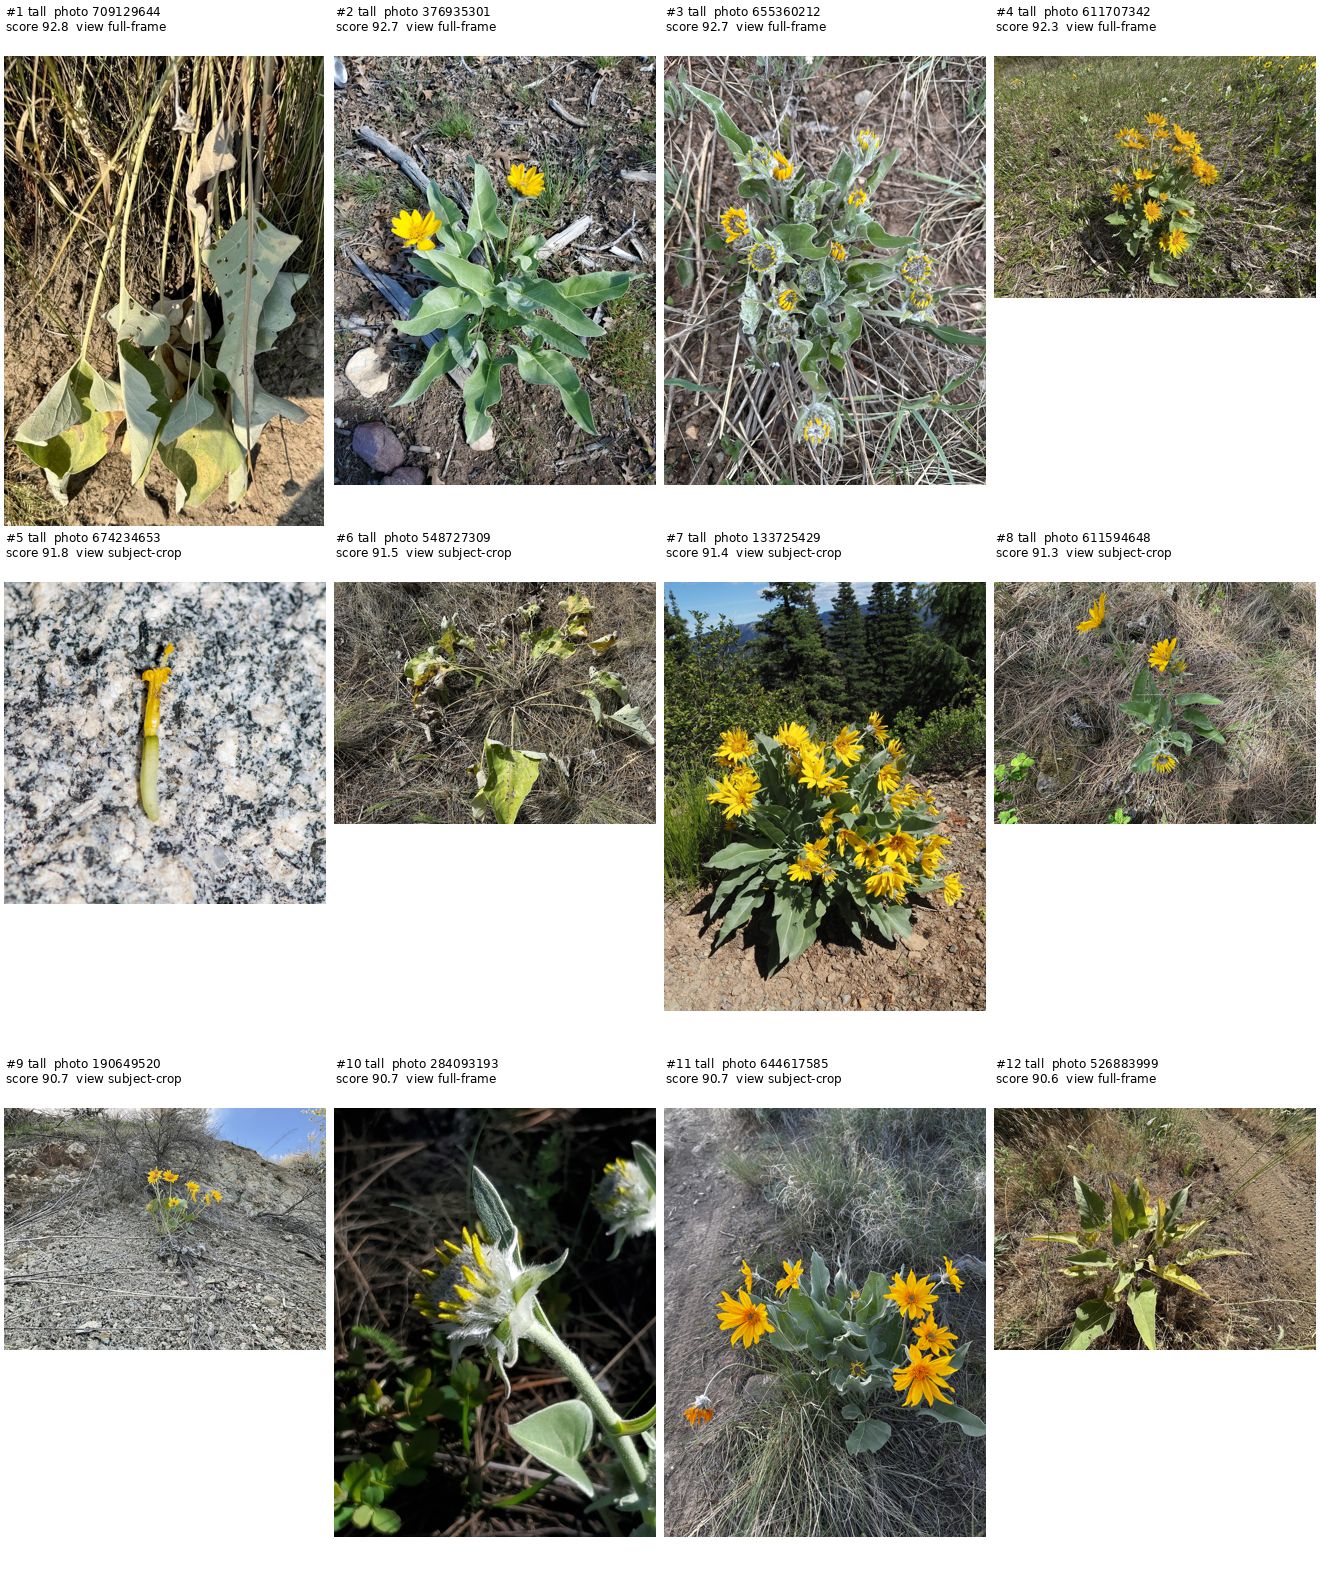 #1 tall  photo 709129644
score 92.8  view full-frame
#2 tall  photo 376935301
score 92.7  view full-frame
#3 tall  photo 655360212
score 92.7  view full-frame
#4 tall  photo 611707342
score 92.3  view full-frame
#5 tall  photo 674234653
score 91.8  view subject-crop
#6 tall  photo 548727309
score 91.5  view subject-crop
#7 tall  photo 133725429
score 91.4  view subject-crop
#8 tall  photo 611594648
score 91.3  view subject-crop
#9 tall  photo 190649520
score 90.7  view subject-crop
#10 tall  photo 284093193
score 90.7  view full-frame
#11 tall  photo 644617585
score 90.7  view subject-crop
#12 tall  photo 526883999
score 90.6  view full-frame